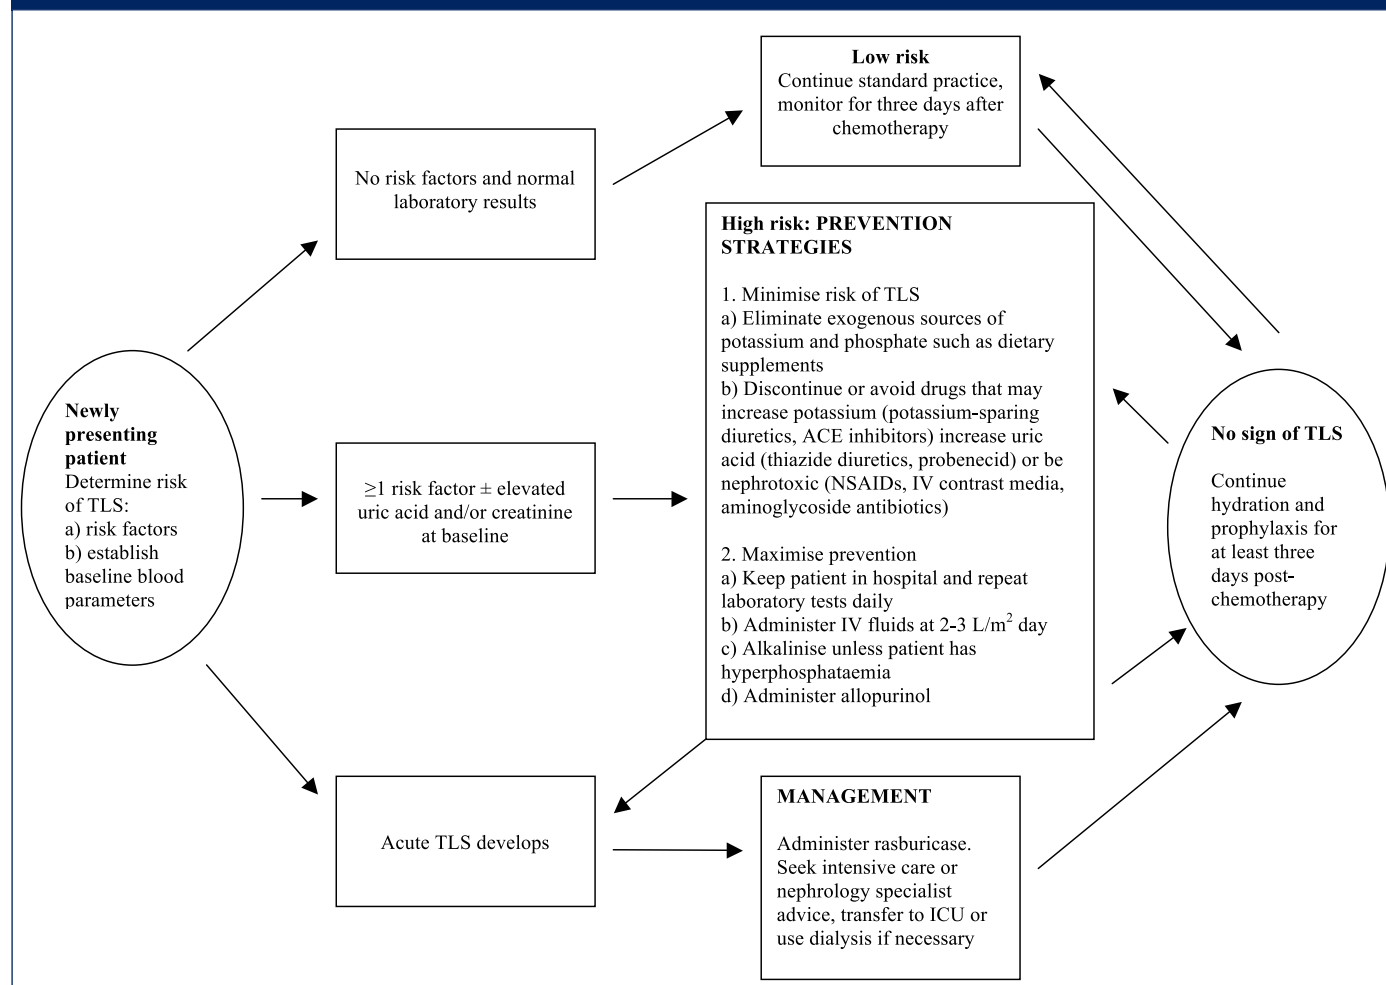 Low risk
Continue standard practice,
monitor for three days after
chemotherapy
No risk factors and normal
laboratory results
High risk: PREVENTION
STRATEGIES
1. Minimise risk of TLS
a) Eliminate exogenous sources of
potassium and phosphate such as dietary
supplements
b) Discontinue or avoid drugs that may
increase potassium (potassium-sparing
diuretics, ACE inhibitors) increase uric
acid (thiazide diuretics, probenecid) or be
nephrotoxic (NSAIDs, IV contrast media,
aminoglycoside antibiotics)
2. Maximise prevention
a) Keep patient in hospital and repeat
laboratory tests daily
b) Administer IV fluids at 2-3 L/m² day
c) Alkalinise unless patient has
hyperphosphataemia
d) Administer allopurinol
Newly
presenting
patient
Determine risk
of TLS:
a) risk factors
b) establish
baseline blood
parameters
≥1 risk factor ± elevated
uric acid and/or creatinine
at baseline
No sign of TLS
Continue
hydration and
prophylaxis for
at least three
days post-
chemotherapy
Acute TLS develops
MANAGEMENT
Administer rasburicase.
Seek intensive care or
nephrology specialist
advice, transfer to ICU or
use dialysis if necessary